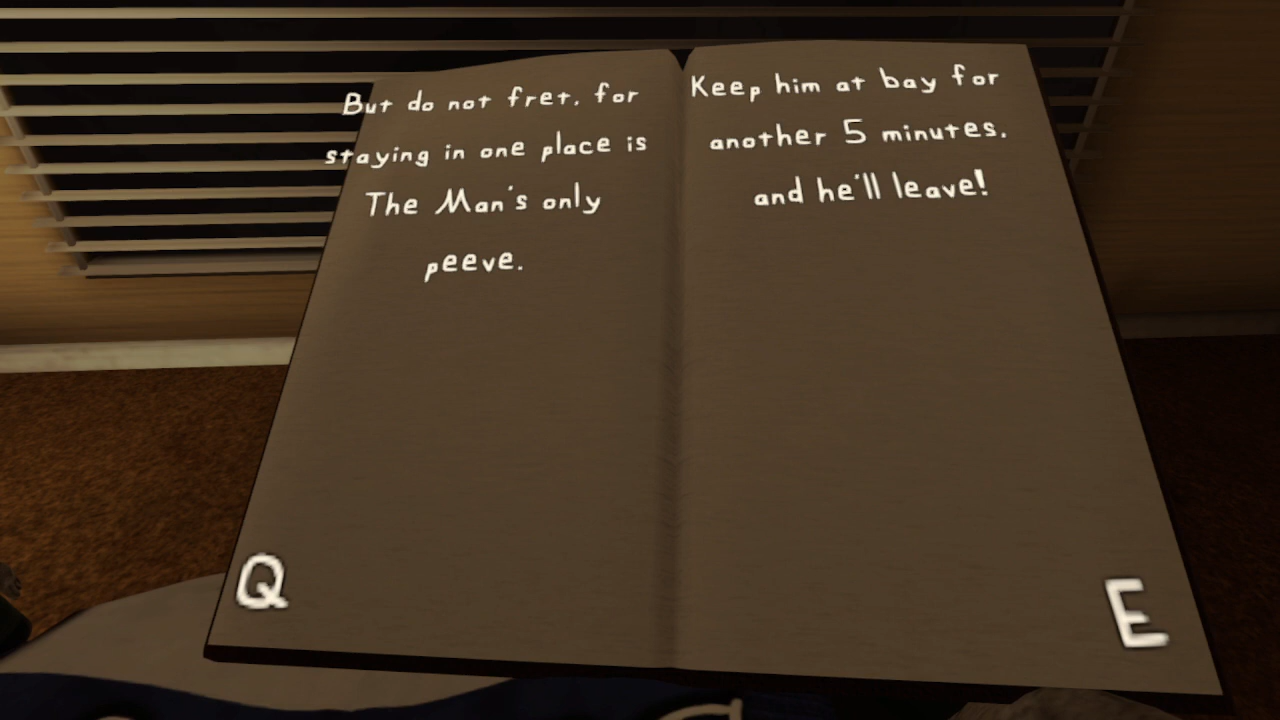 But do not fret, for
staying in one place is
The Man's only
peeve.
Keep him at bay for
another 5 minutes,
and he'll leave!
Q
E